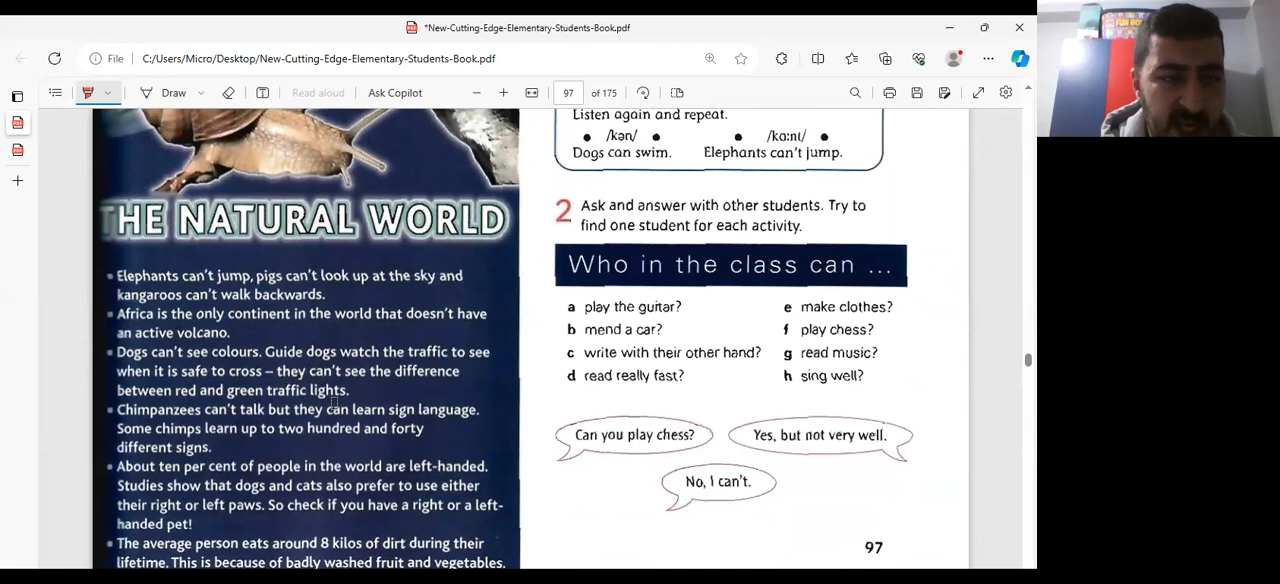 *New-Cutting-Edge-Elementary-Students-Book.pdf
File
C:/Users/Micro/Desktop/New-Cutting-Edge-Elementary-Students-Book.pdf
Draw
Read aloud
Ask Copilot
97
of 175
THE NATURAL WORLD
• Elephants can't jump, pigs can't look up at the sky and
kangaroos can't walk backwards.
• Africa is the only continent in the world that doesn't have
an active volcano.
• Dogs can't see colours. Guide dogs watch the traffic to see
when it is safe to cross – they can't see the difference
between red and green traffic lights.
• Chimpanzees can't talk but they can learn sign language.
Some chimps learn up to two hundred and forty
different signs.
• About ten per cent of people in the world are left-handed.
Studies show that dogs and cats also prefer to use either
their right or left paws. So check if you have a right or a left-
handed pet!
• The average person eats around 8 kilos of dirt during their
lifetime. This is because of badly washed fruit and vegetables.
Listen again and repeat.
• /kən/ •
• /kɑːnt/ •
Dogs can swim.
Elephants can't jump.
2 Ask and answer with other students. Try to
find one student for each activity.
Who in the class can ...
a play the guitar?
b mend a car?
c write with their other hand?
d read really fast?
e make clothes?
f play chess?
g read music?
h sing well?
Can you play chess?
Yes, but not very well.
No, I can't.
97